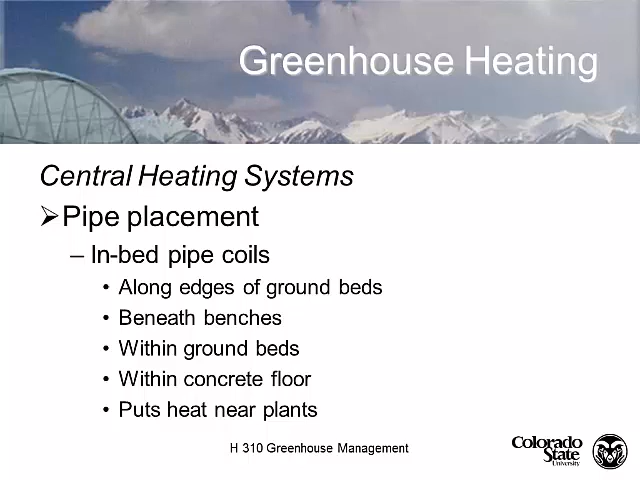 Greenhouse Heating
Central Heating Systems
➢Pipe placement
– In-bed pipe coils
• Along edges of ground beds
• Beneath benches
• Within ground beds
• Within concrete floor
• Puts heat near plants
H 310 Greenhouse Management
Colorado
State
University